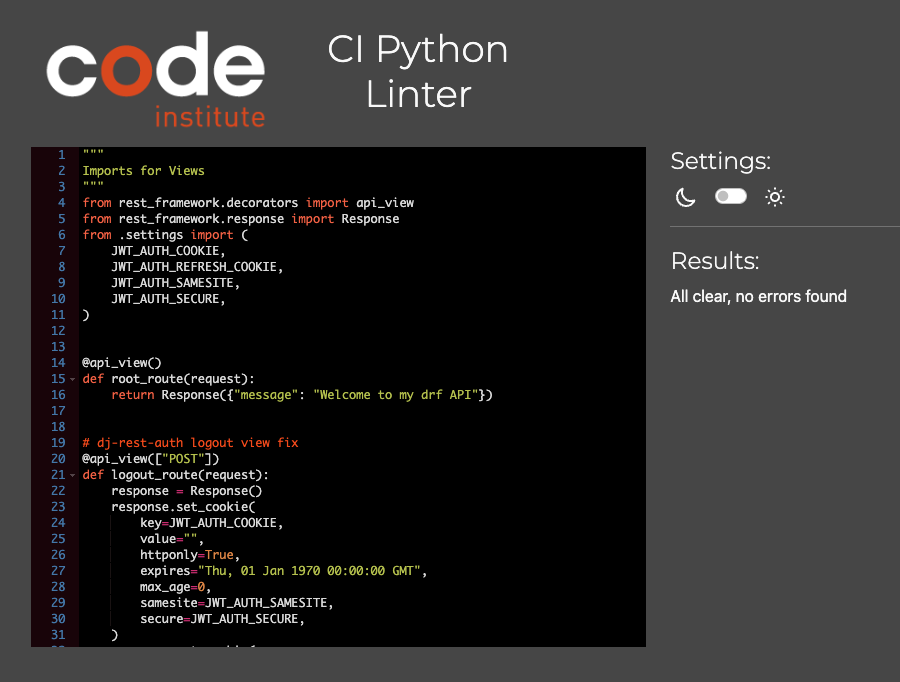 code
institute
CI Python
Linter
1 """
2 Imports for Views
3 """
4 from rest_framework.decorators import api_view
5 from rest_framework.response import Response
6 from .settings import (
7     JWT_AUTH_COOKIE,
8     JWT_AUTH_REFRESH_COOKIE,
9     JWT_AUTH_SAMESITE,
10     JWT_AUTH_SECURE,
11 )
12
13
14 @api_view()
15 def root_route(request):
16     return Response({"message": "Welcome to my drf API"})
17
18
19 # dj-rest-auth logout view fix
20 @api_view(["POST"])
21 def logout_route(request):
22     response = Response()
23     response.set_cookie(
24         key=JWT_AUTH_COOKIE,
25         value="",
26         httponly=True,
27         expires="Thu, 01 Jan 1970 00:00:00 GMT",
28         max_age=0,
29         samesite=JWT_AUTH_SAMESITE,
30         secure=JWT_AUTH_SECURE,
31     )
Settings:
Results:
All clear, no errors found